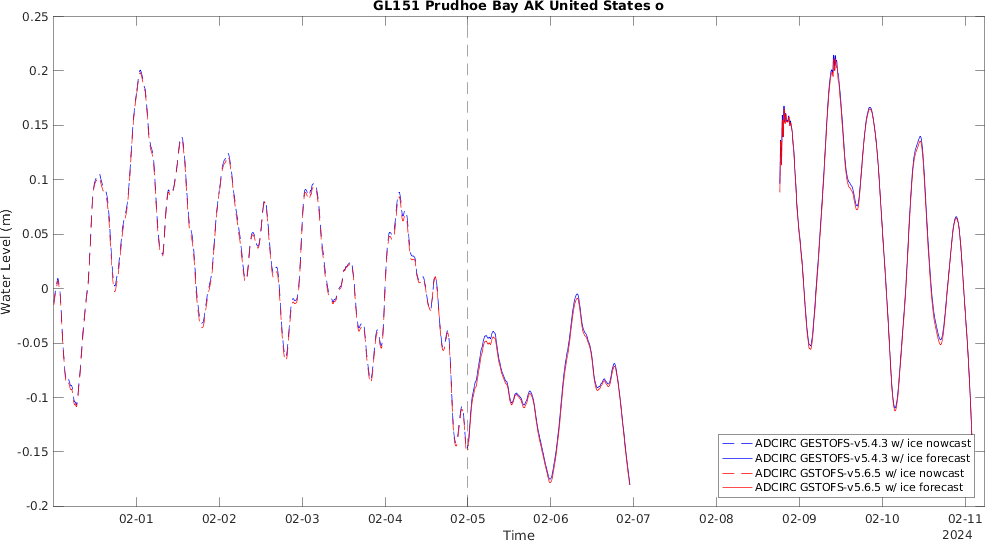 GL151 Prudhoe Bay AK United States o
0.25
0.2
0.15
0.1
0.05
0
-0.05
-0.1
-0.15
-0.2
Water Level (m)
ADCIRC GESTOFS-v5.4.3 w/ ice nowcast
ADCIRC GESTOFS-v5.4.3 w/ ice forecast
ADCIRC GSTOFS-v5.6.5 w/ ice nowcast
ADCIRC GSTOFS-v5.6.5 w/ ice forecast
02-01 02-02 02-03 02-04 02-05 02-06 02-07 02-08 02-09 02-10 02-11
Time
2024